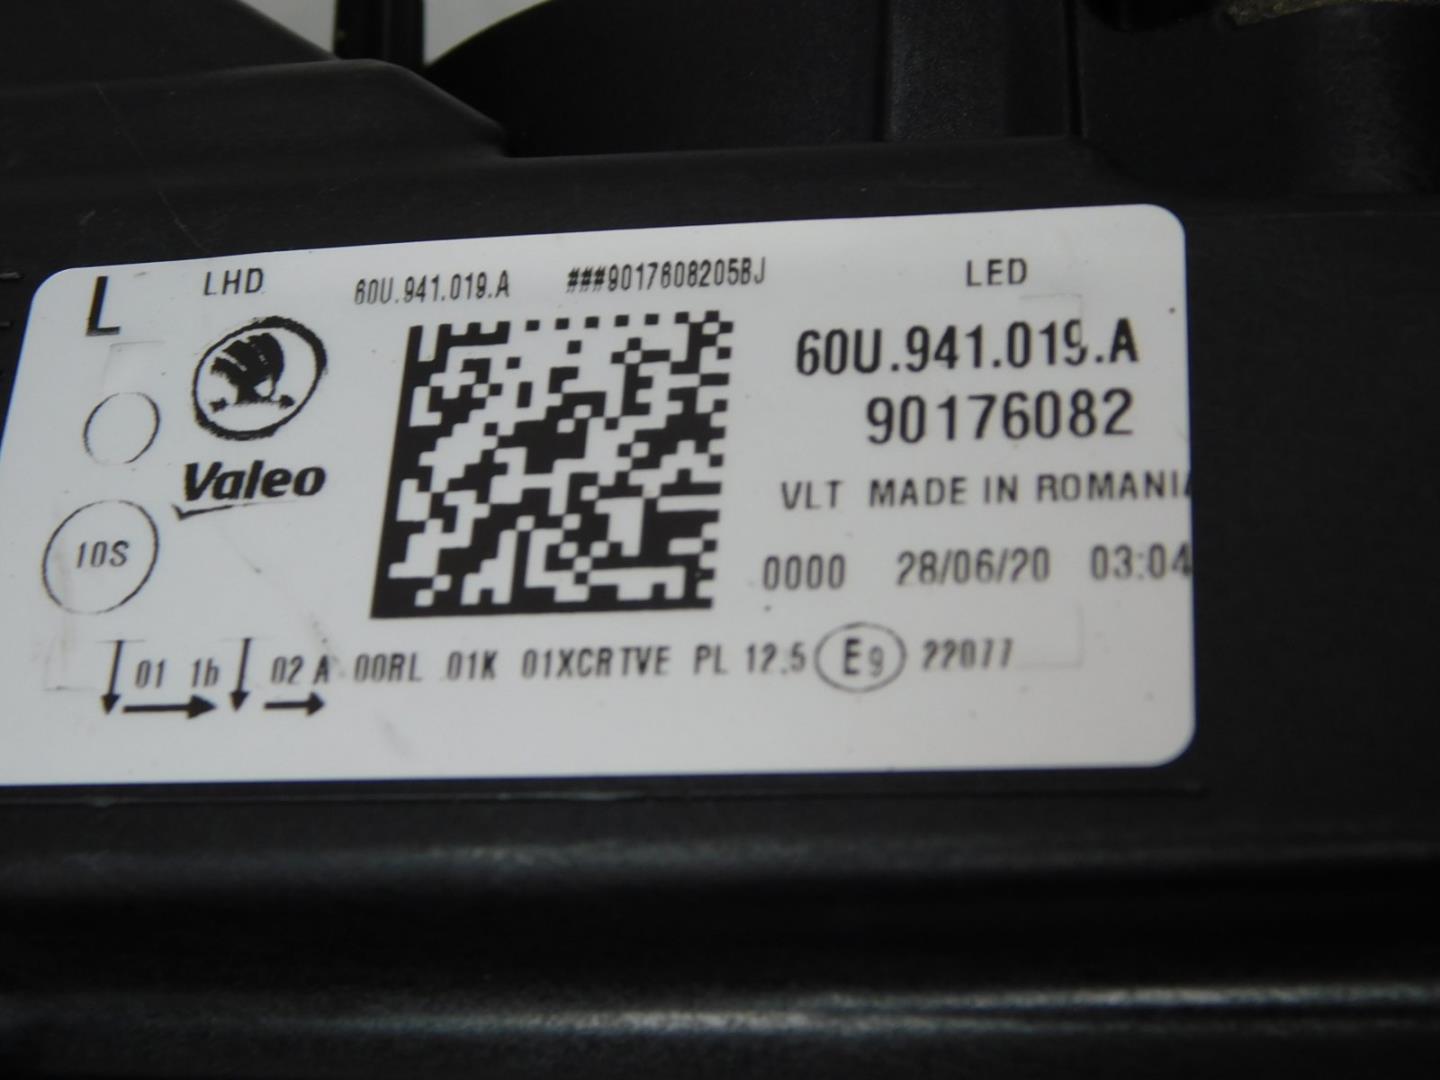 L LHD 60U.941.019.A ###9017608205BJ LED
60U.941.019.A
90176082
Valeo
VLT MADE IN ROMANIA
10S
0000 28/06/20 03:04
01 1b 02 A 00RL 01K 01XCRTVE PL 12.5 E9 22077